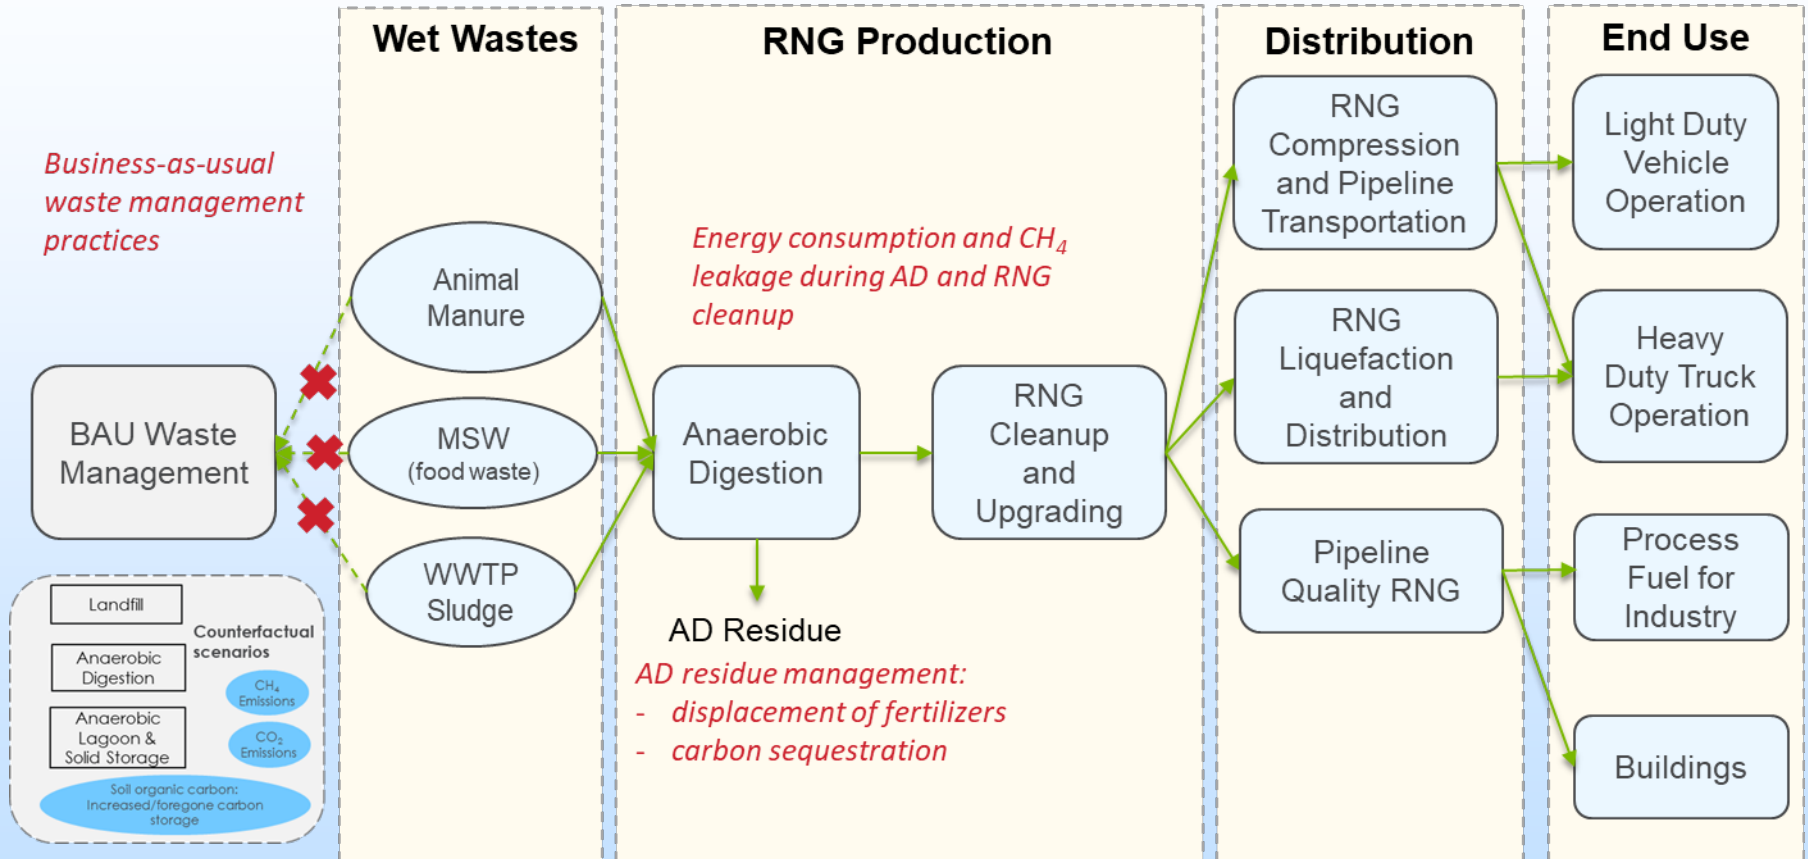 Wet Wastes
RNG Production
Distribution
End Use
Business-as-usual
waste management
practices
BAU Waste
Management
Landfill
Counterfactual
scenarios
Anaerobic
Digestion
CH₄
Emissions
Anaerobic
Lagoon &
Solid Storage
CO₂
Emissions
Soil organic carbon:
Increased/foregone carbon
storage
Animal
Manure
MSW
(food waste)
WWTP
Sludge
Energy consumption and CH₄
leakage during AD and RNG
cleanup
Anaerobic
Digestion
RNG
Cleanup
and
Upgrading
AD Residue
AD residue management:
- displacement of fertilizers
- carbon sequestration
RNG
Compression
and Pipeline
Transportation
RNG
Liquefaction
and
Distribution
Pipeline
Quality RNG
Light Duty
Vehicle
Operation
Heavy
Duty Truck
Operation
Process
Fuel for
Industry
Buildings